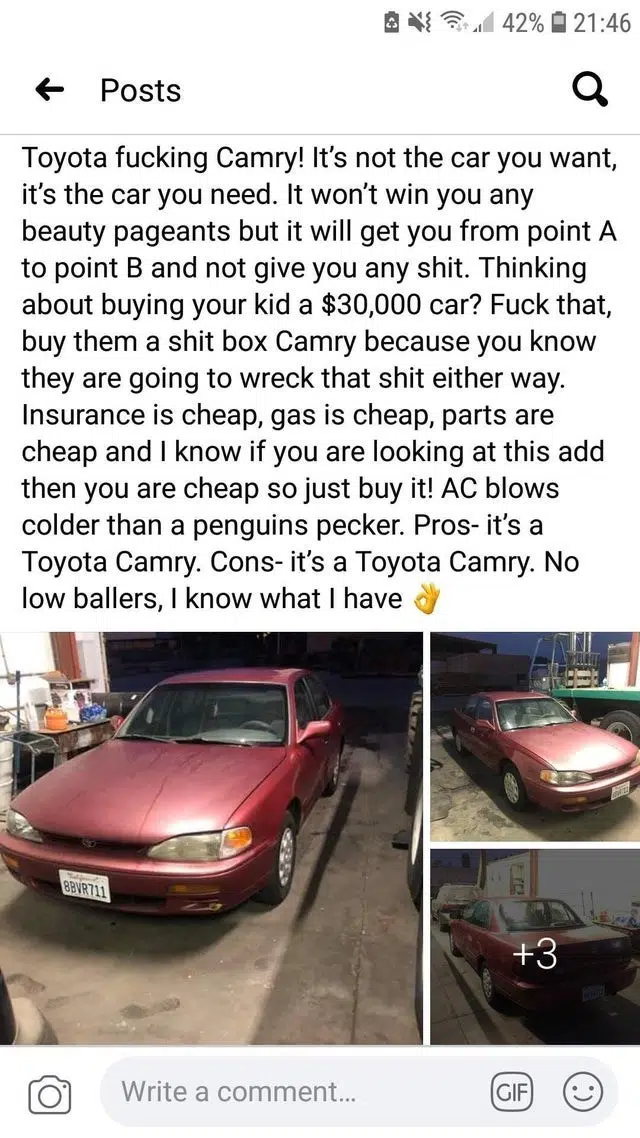 42% 21:46
Posts
Toyota fucking Camry! It's not the car you want,
it's the car you need. It won't win you any
beauty pageants but it will get you from point A
to point B and not give you any shit. Thinking
about buying your kid a $30,000 car? Fuck that,
buy them a shit box Camry because you know
they are going to wreck that shit either way.
Insurance is cheap, gas is cheap, parts are
cheap and I know if you are looking at this add
then you are cheap so just buy it! AC blows
colder than a penguins pecker. Pros- it's a
Toyota Camry. Cons- it's a Toyota Camry. No
low ballers, I know what I have 👌
California
8BVR711
+3
Write a comment...
GIF